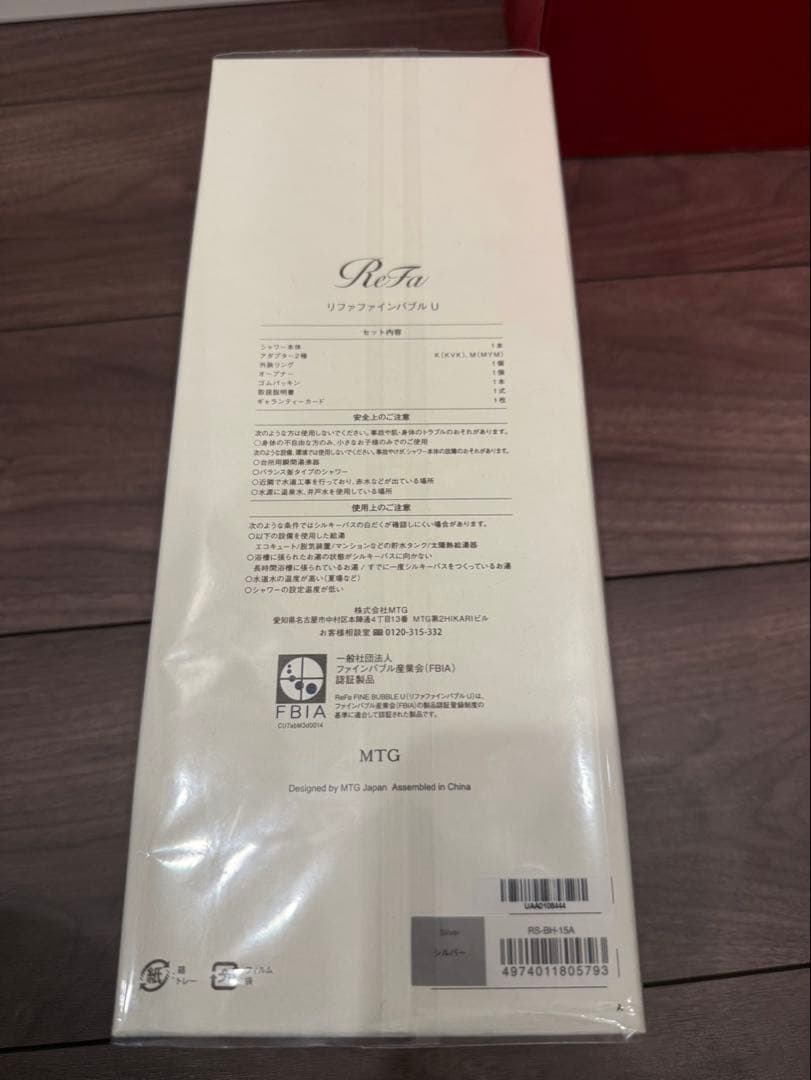 ReFa
リファファインバブル U
セット内容
シャワー本体 1本
アダプター2種 K(KVK)、M(MYM)
外装リング 1個
オープナー 1個
ゴムパッキン 1本
取扱説明書 1式
ギャランティーカード 1枚
安全上のご注意
次のような方は使用しないでください。事故や肌・身体のトラブルのおそれがあります。
○身体の不自由な方のみ、小さなお子様のみでのご使用
次のような設備、環境では使用しないでください。事故やけが、シャワー本体の故障のおそれがあります。
○台所用瞬間湯沸器
○バランス釜タイプのシャワー
○近隣で水道工事を行っており、赤水などが出ている場所
○水源に温泉水、井戸水を使用している場所
使用上のご注意
次のような条件ではシルキーバスの白だくが確認しにくい場合があります。
○以下の設備を使用した給湯
エコキュート/脱気装置/マンションなどの貯水タンク/太陽熱給湯器
○浴槽に張られたお湯の状態がシルキーバスに向かない
長時間浴槽に張られているお湯 / すでに一度シルキーバスをつくっているお湯
○水道水の温度が高い(夏場など)
○シャワーの設定温度が低い
株式会社MTG
愛知県名古屋市中村区本陣通4丁目13番 MTG第2HIKARIビル
お客様相談室 0120-315-332
一般社団法人
ファインバブル産業会(FBIA)
認証製品
FBIA
CU7abM3d0014
ReFa FINE BUBBLE U(リファファインバブル U)は、
ファインバブル産業会(FBIA)の製品認証登録制度の
基準に適合して認証された製品です。
MTG
Designed by MTG Japan Assembled in China
UAA0108444
Silver
シルバー
RS-BH-15A
4974011805793
紙
:箱
トレー
プラ
:フィルム
袋